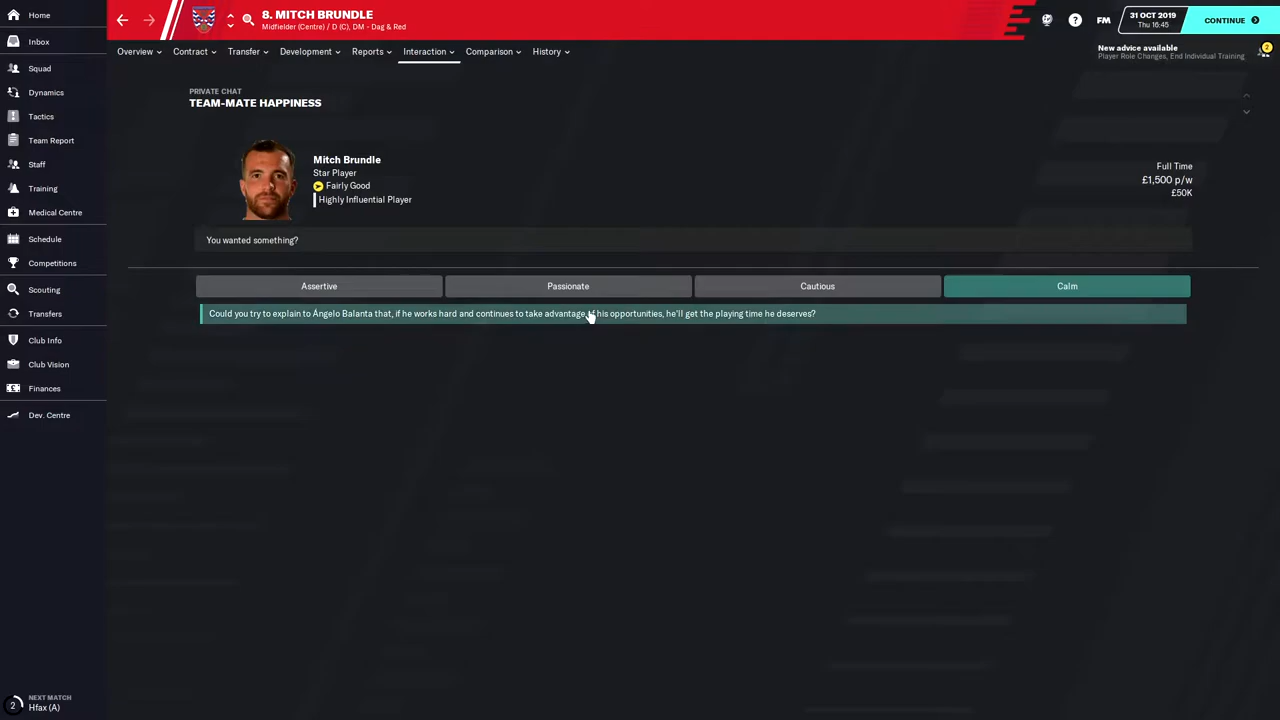 Home
Inbox
Squad
Dynamics
Tactics
Team Report
Staff
Training
Medical Centre
Schedule
Competitions
Scouting
Transfers
Club Info
Club Vision
Finances
Dev. Centre
2
NEXT MATCH
Hfax (A)
8. MITCH BRUNDLE
Midfielder (Centre) / D (C), DM - Dag & Red
?
FM
31 OCT 2019
Thu 16:45
CONTINUE
Overview
Contract
Transfer
Development
Reports
Interaction
Comparison
History
New advice available
Player Role Changes, End Individual Training
2
PRIVATE CHAT
TEAM-MATE HAPPINESS
Mitch Brundle
Star Player
Fairly Good
Highly Influential Player
Full Time
£1,500 p/w
£50K
You wanted something?
Assertive
Passionate
Cautious
Calm
Could you try to explain to Ángelo Balanta that, if he works hard and continues to take advantage of his opportunities, he'll get the playing time he deserves?